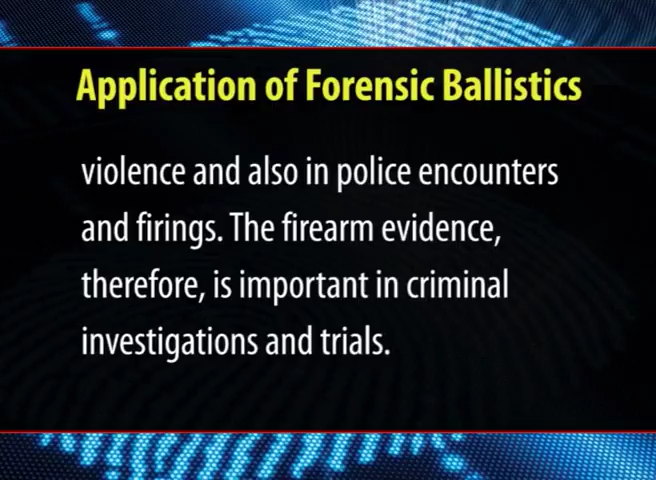 Application of Forensic Ballistics
violence and also in police encounters
and firings. The firearm evidence,
therefore, is important in criminal
investigations and trials.